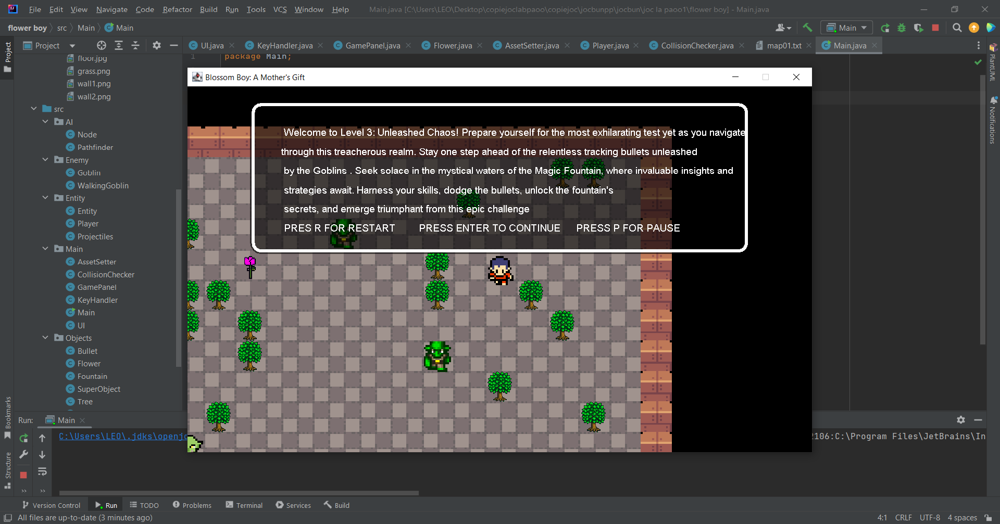 File Edit View Navigate Code Refactor Build Run Tools VCS Window Help Main.java [C:\Users\LEO\Desktop\copiejoclabpaoo\copiejoc\jocbunpp\jocbun\joc la paoo1\flower boy] - Main.java
flower boy src Main Main Main
Project UI.java KeyHandler.java GamePanel.java Flower.java AssetSetter.java Player.java CollisionChecker.java map01.txt Main.java
Project
PlantUML
Notifications
1 package Main;
floor.jpg
grass.png
wall1.png
wall2.png
src
AI
Node
Pathfinder
Enemy
Goblin
WalkingGoblin
Entity
Entity
Player
Projectiles
Main
AssetSetter
CollisionChecker
GamePanel
KeyHandler
Main
UI
Objects
Bullet
Flower
Fountain
SuperObject
Tree
Blossom Boy: A Mother's Gift
Welcome to Level 3: Unleashed Chaos! Prepare yourself for the most exhilarating test yet as you navigate
through this treacherous realm. Stay one step ahead of the relentless tracking bullets unleashed
by the Goblins . Seek solace in the mystical waters of the Magic Fountain, where invaluable insights and
strategies await. Harness your skills, dodge the bullets, unlock the fountain's
secrets, and emerge triumphant from this epic challenge
PRES R FOR RESTART PRESS ENTER TO CONTINUE PRESS P FOR PAUSE
Bookmarks
Structure
Run: Main
C:\Users\LEO\.jdks\openjd 2106:C:\Program Files\JetBrains\In
Version Control Run TODO Problems Terminal Services Build
All files are up-to-date (3 minutes ago) 4:1 CRLF UTF-8 4 spaces